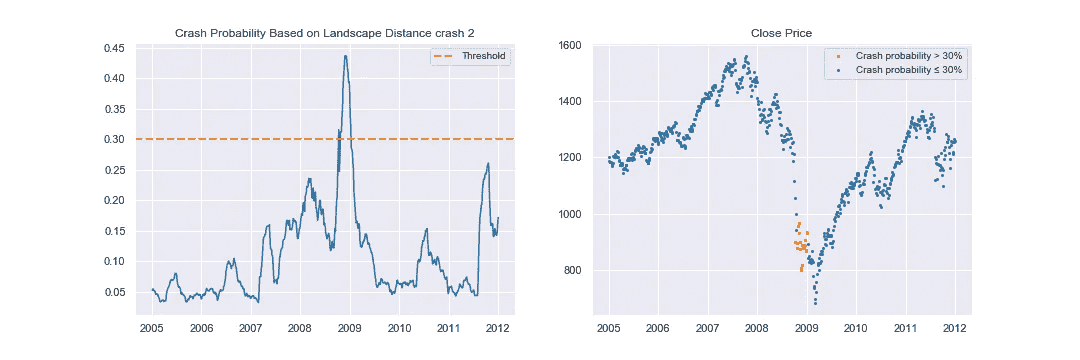 Crash Probability Based on Landscape Distance crash 2
Threshold
0.45
0.40
0.35
0.30
0.25
0.20
0.15
0.10
0.05
2005 2006 2007 2008 2009 2010 2011 2012
Close Price
Crash probability > 30%
Crash probability ≤ 30%
1600
1400
1200
1000
800
2005 2006 2007 2008 2009 2010 2011 2012